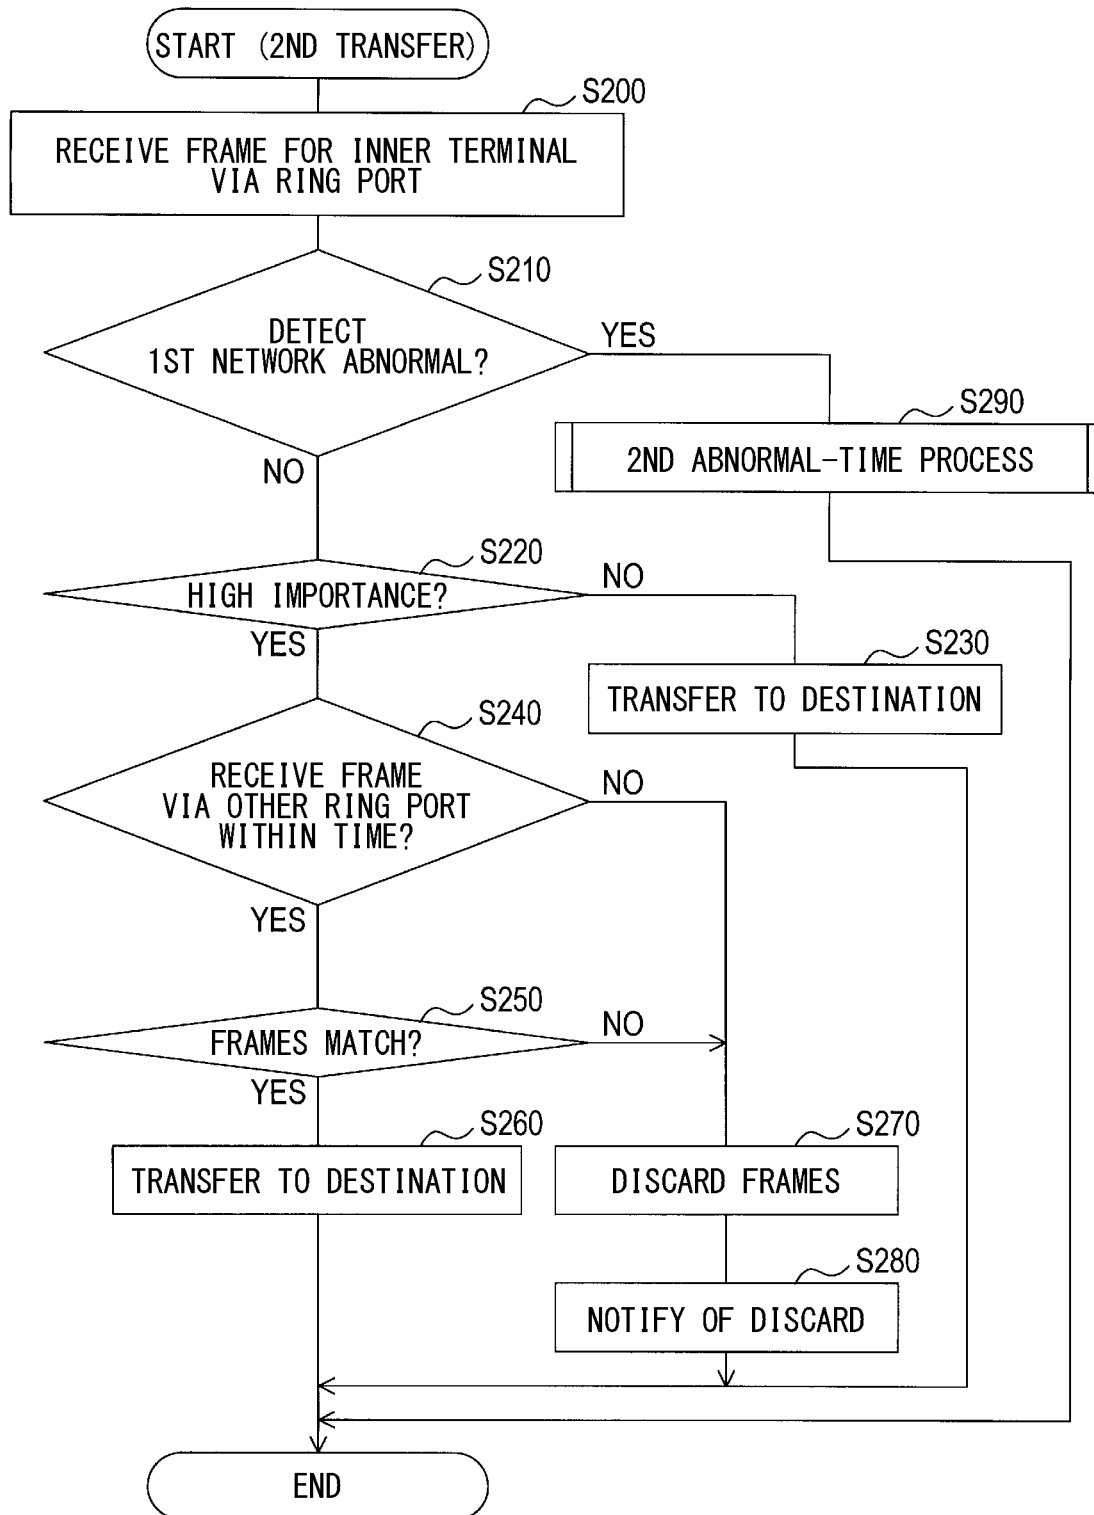 START (2ND TRANSFER)
S200
RECEIVE FRAME FOR INNER TERMINAL
VIA RING PORT
S210
DETECT
1ST NETWORK ABNORMAL?
YES
NO
S290
2ND ABNORMAL-TIME PROCESS
S220
HIGH IMPORTANCE?
NO
YES
S230
TRANSFER TO DESTINATION
S240
RECEIVE FRAME
VIA OTHER RING PORT
WITHIN TIME?
NO
YES
S250
FRAMES MATCH?
NO
YES
S260
TRANSFER TO DESTINATION
S270
DISCARD FRAMES
S280
NOTIFY OF DISCARD
END